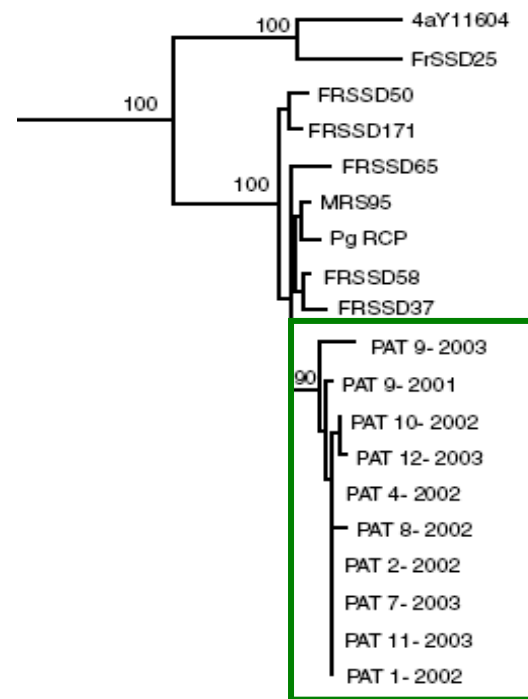 100
4aY11604
FrSSD25
100
FRSSD50
FRSSD171
100
FRSSD65
MRS95
Pg RCP
FRSSD58
FRSSD37
PAT 9- 2003
90
PAT 9- 2001
PAT 10- 2002
PAT 12- 2003
PAT 4- 2002
PAT 8- 2002
PAT 2- 2002
PAT 7- 2003
PAT 11- 2003
PAT 1- 2002